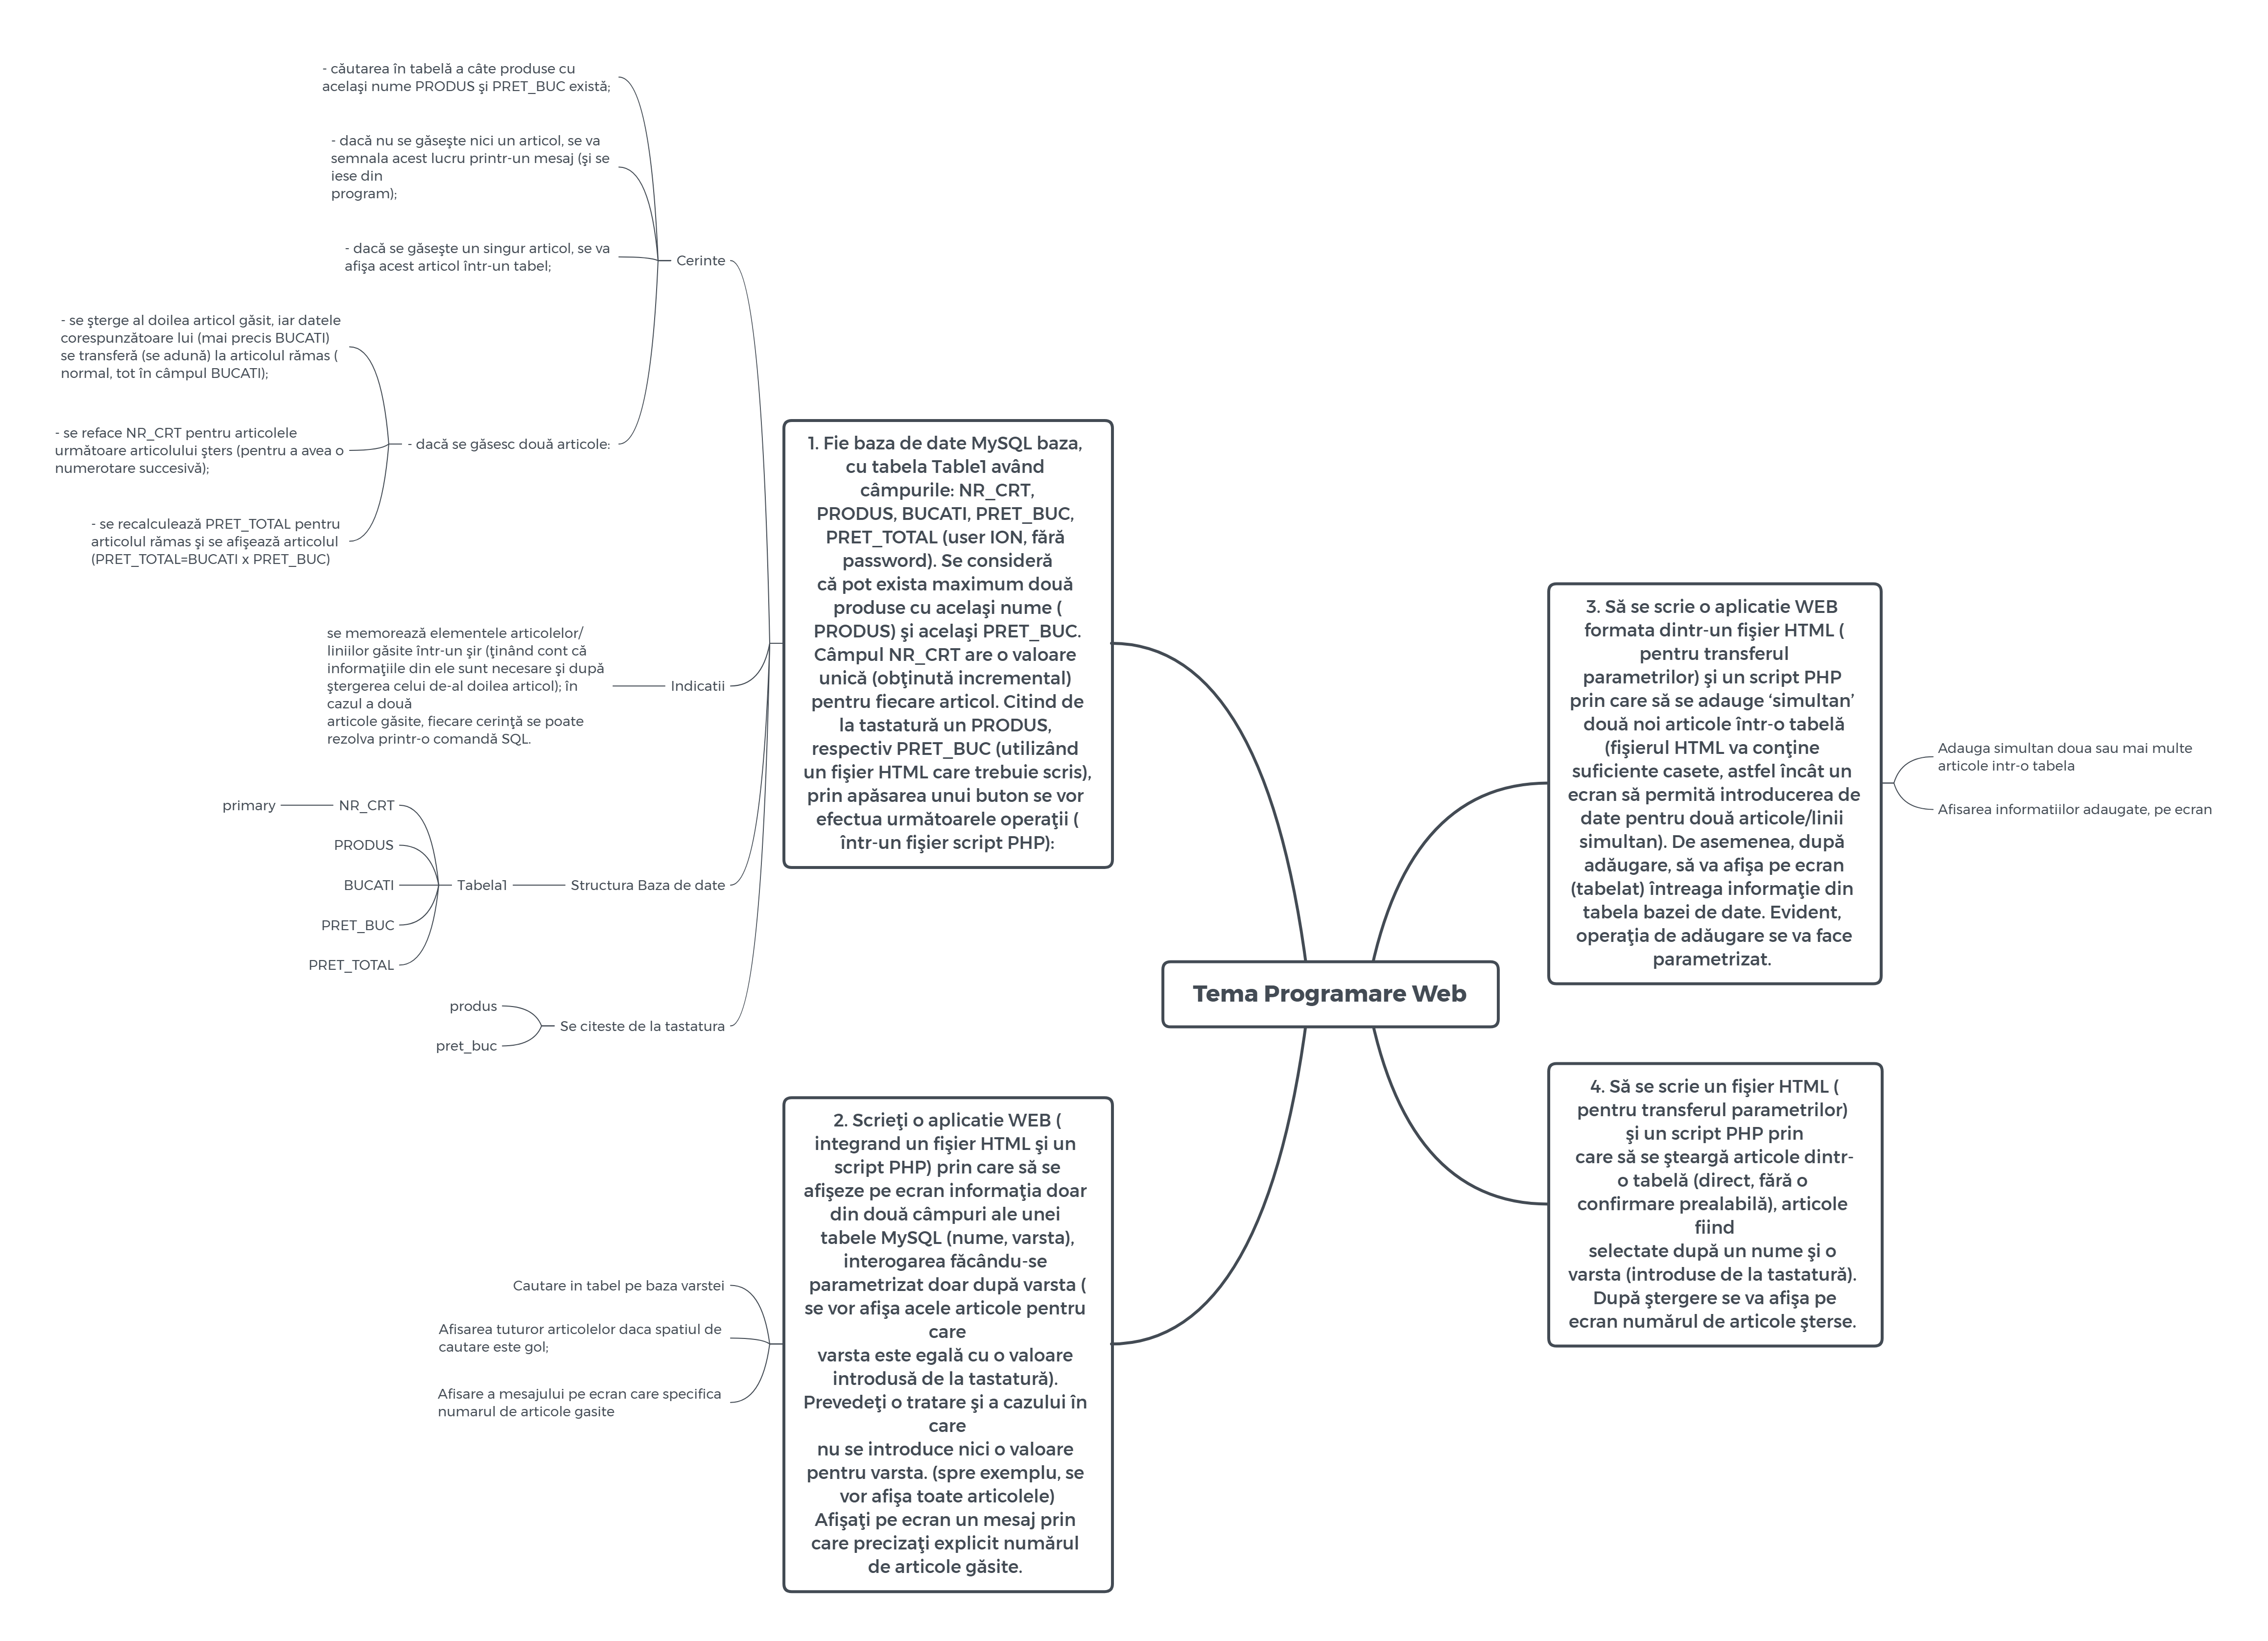 Tema Programare Web
1. Fie baza de date MySQL baza,
cu tabela Table1 având
câmpurile: NR_CRT,
PRODUS, BUCATI, PRET_BUC,
PRET_TOTAL (user ION, fără
password). Se consideră
că pot exista maximum două
produse cu acelaşi nume (
PRODUS) şi acelaşi PRET_BUC.
Câmpul NR_CRT are o valoare
unică (obţinută incremental)
pentru fiecare articol. Citind de
la tastatură un PRODUS,
respectiv PRET_BUC (utilizând
un fişier HTML care trebuie scris),
prin apăsarea unui buton se vor
efectua următoarele operaţii (
într-un fişier script PHP):
Cerinte
- căutarea în tabelă a câte produse cu
acelaşi nume PRODUS şi PRET_BUC există;
- dacă nu se găseşte nici un articol, se va
semnala acest lucru printr-un mesaj (şi se
iese din
program);
- dacă se găseşte un singur articol, se va
afişa acest articol într-un tabel;
- dacă se găsesc două articole:
- se şterge al doilea articol găsit, iar datele
corespunzătoare lui (mai precis BUCATI)
se transferă (se adună) la articolul rămas (
normal, tot în câmpul BUCATI);
- se reface NR_CRT pentru articolele
următoare articolului şters (pentru a avea o
numerotare succesivă);
- se recalculează PRET_TOTAL pentru
articolul rămas şi se afişează articolul
(PRET_TOTAL=BUCATI x PRET_BUC)
Indicatii
se memorează elementele articolelor/
liniilor găsite într-un şir (ţinând cont că
informaţiile din ele sunt necesare şi după
ştergerea celui de-al doilea articol); în
cazul a două
articole găsite, fiecare cerinţă se poate
rezolva printr-o comandă SQL.
Structura Baza de date
Tabela1
NR_CRT
primary
PRODUS
BUCATI
PRET_BUC
PRET_TOTAL
Se citeste de la tastatura
produs
pret_buc
2. Scrieţi o aplicatie WEB (
integrand un fişier HTML şi un
script PHP) prin care să se
afişeze pe ecran informaţia doar
din două câmpuri ale unei
tabele MySQL (nume, varsta),
interogarea făcându-se
parametrizat doar după varsta (
se vor afişa acele articole pentru
care
varsta este egală cu o valoare
introdusă de la tastatură).
Prevedeţi o tratare şi a cazului în
care
nu se introduce nici o valoare
pentru varsta. (spre exemplu, se
vor afişa toate articolele)
Afişaţi pe ecran un mesaj prin
care precizaţi explicit numărul
de articole găsite.
Cautare in tabel pe baza varstei
Afisarea tuturor articolelor daca spatiul de
cautare este gol;
Afisare a mesajului pe ecran care specifica
numarul de articole gasite
3. Să se scrie o aplicatie WEB
formata dintr-un fişier HTML (
pentru transferul
parametrilor) şi un script PHP
prin care să se adauge ‘simultan’
două noi articole într-o tabelă
(fişierul HTML va conţine
suficiente casete, astfel încât un
ecran să permită introducerea de
date pentru două articole/linii
simultan). De asemenea, după
adăugare, să va afişa pe ecran
(tabelat) întreaga informaţie din
tabela bazei de date. Evident,
operaţia de adăugare se va face
parametrizat.
Adauga simultan doua sau mai multe
articole intr-o tabela
Afisarea informatiilor adaugate, pe ecran
4. Să se scrie un fişier HTML (
pentru transferul parametrilor)
şi un script PHP prin
care să se şteargă articole dintr-
o tabelă (direct, fără o
confirmare prealabilă), articole
fiind
selectate după un nume şi o
varsta (introduse de la tastatură).
După ştergere se va afişa pe
ecran numărul de articole şterse.